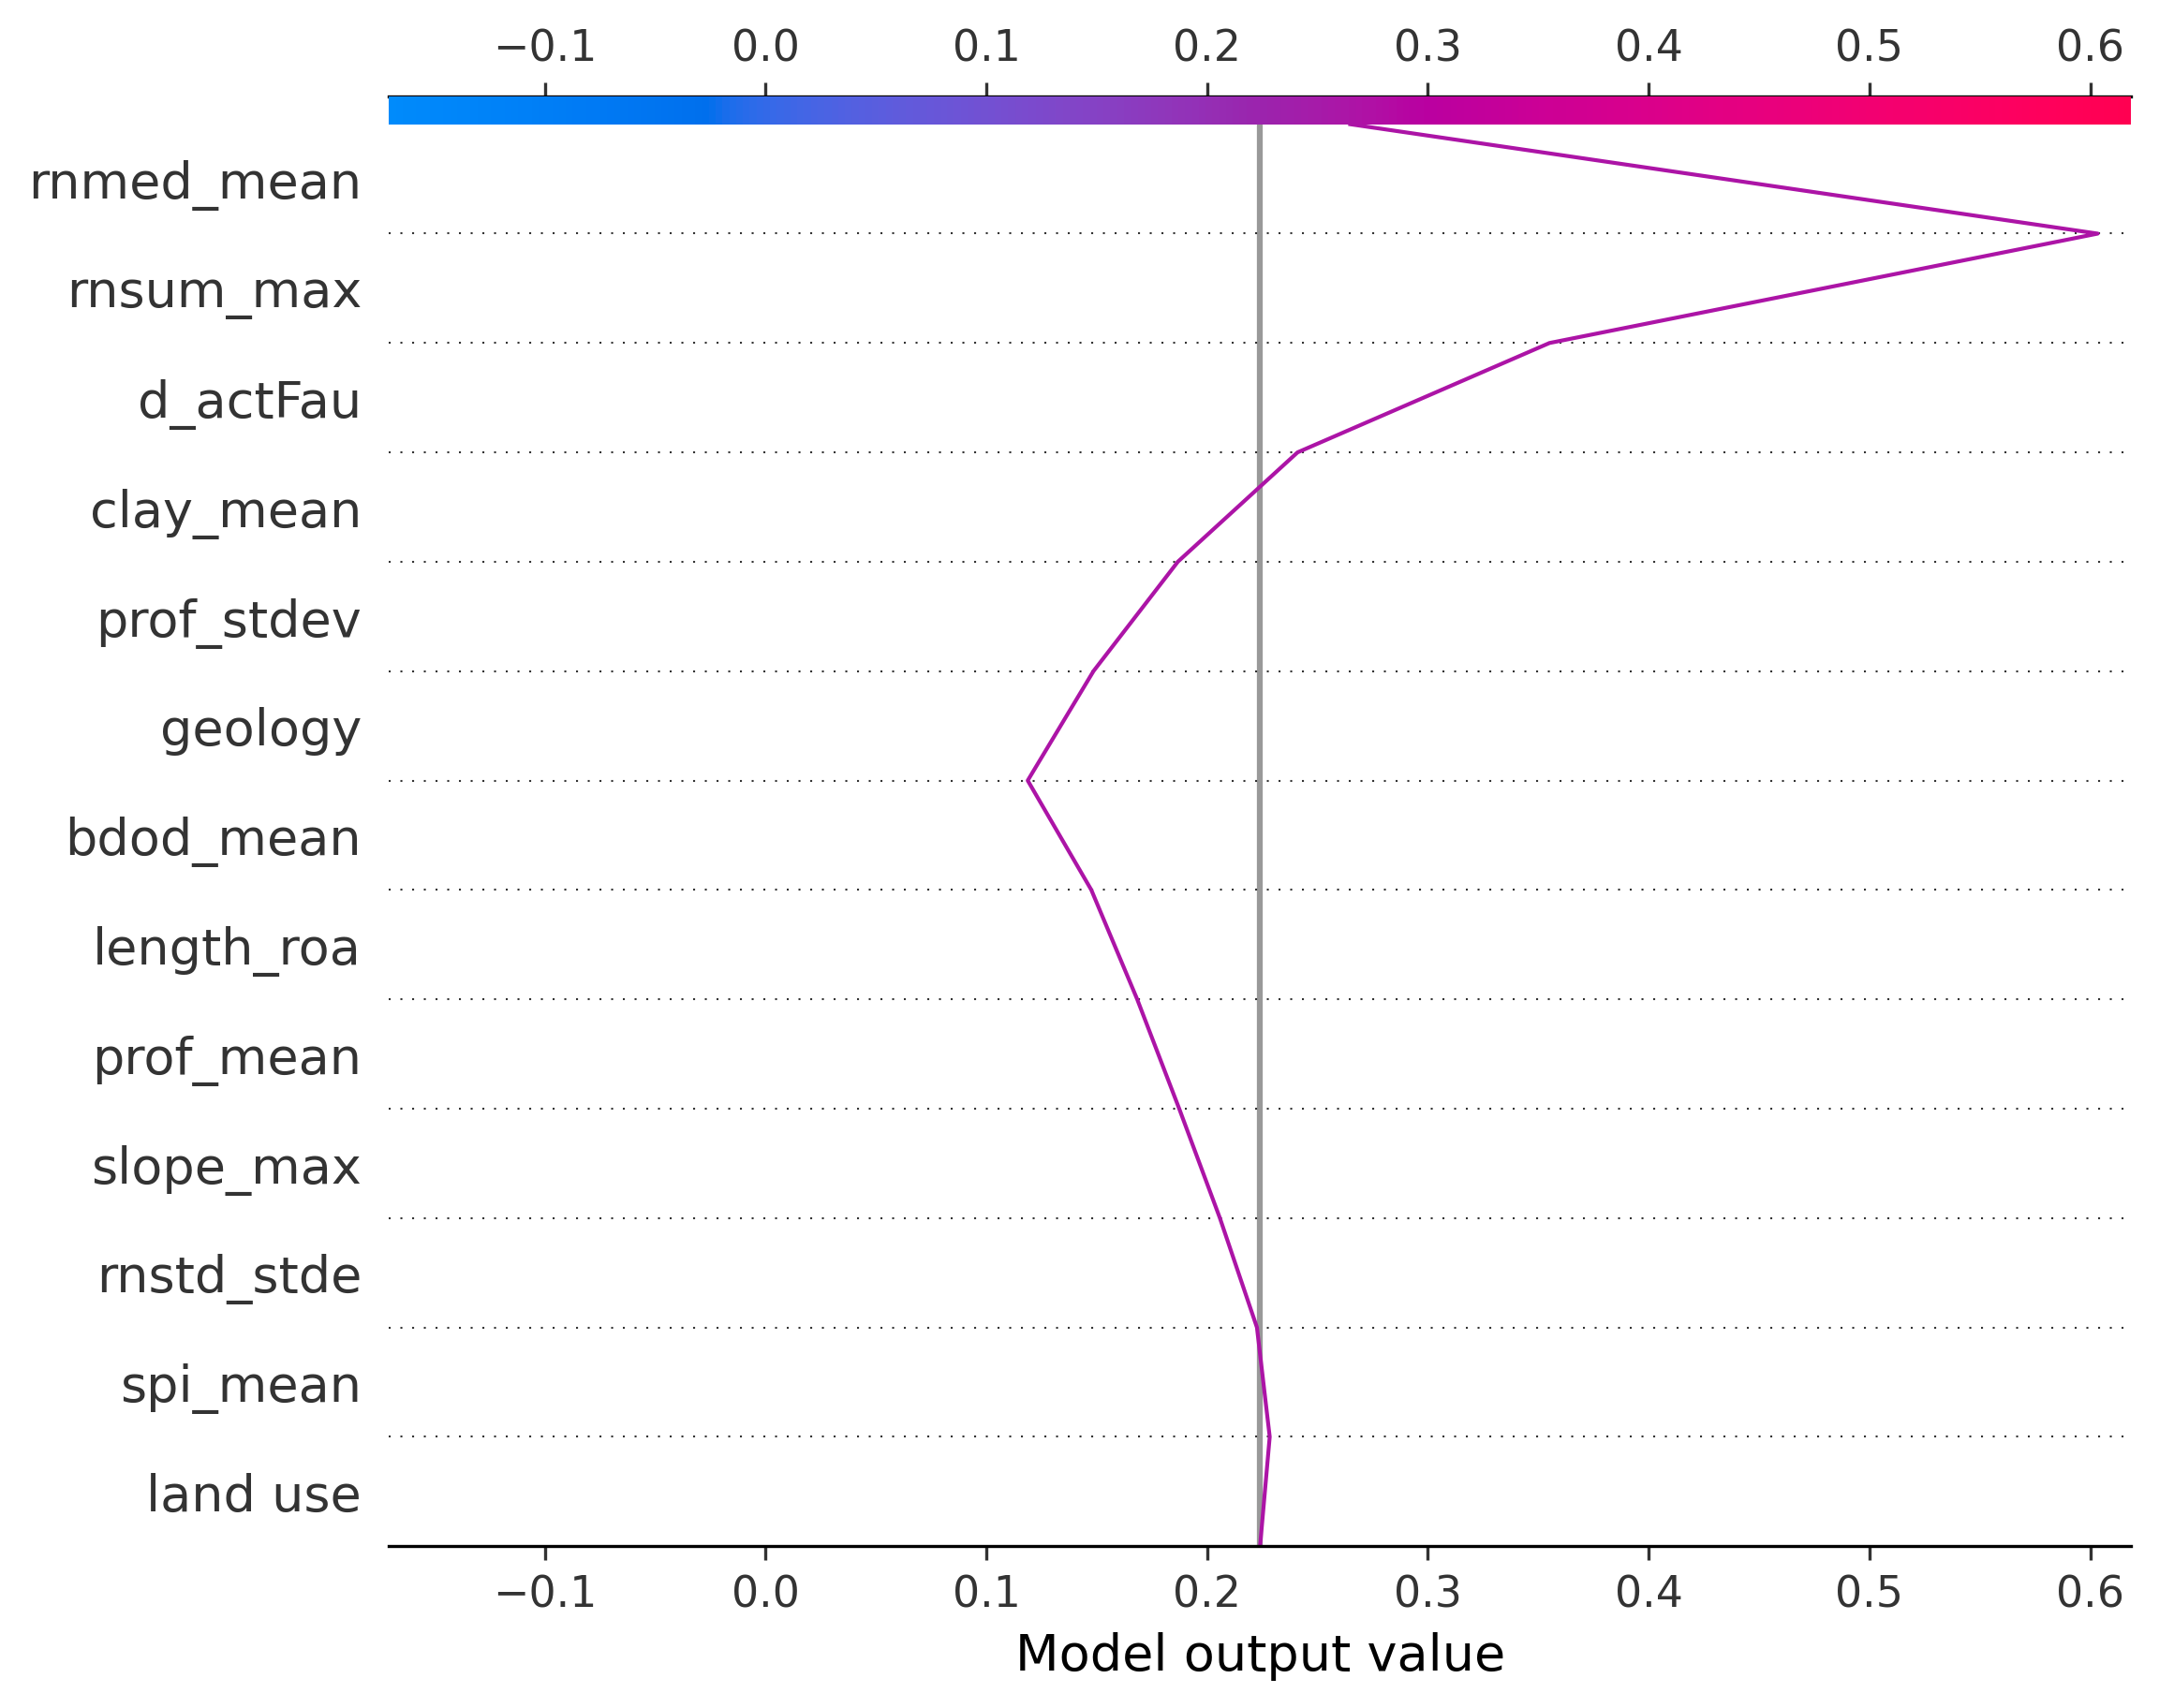 −0.1 0.0 0.1 0.2 0.3 0.4 0.5 0.6
rnmed_mean
rnsum_max
d_actFau
clay_mean
prof_stdev
geology
bdod_mean
length_roa
prof_mean
slope_max
rnstd_stde
spi_mean
land use
−0.1 0.0 0.1 0.2 0.3 0.4 0.5 0.6
Model output value